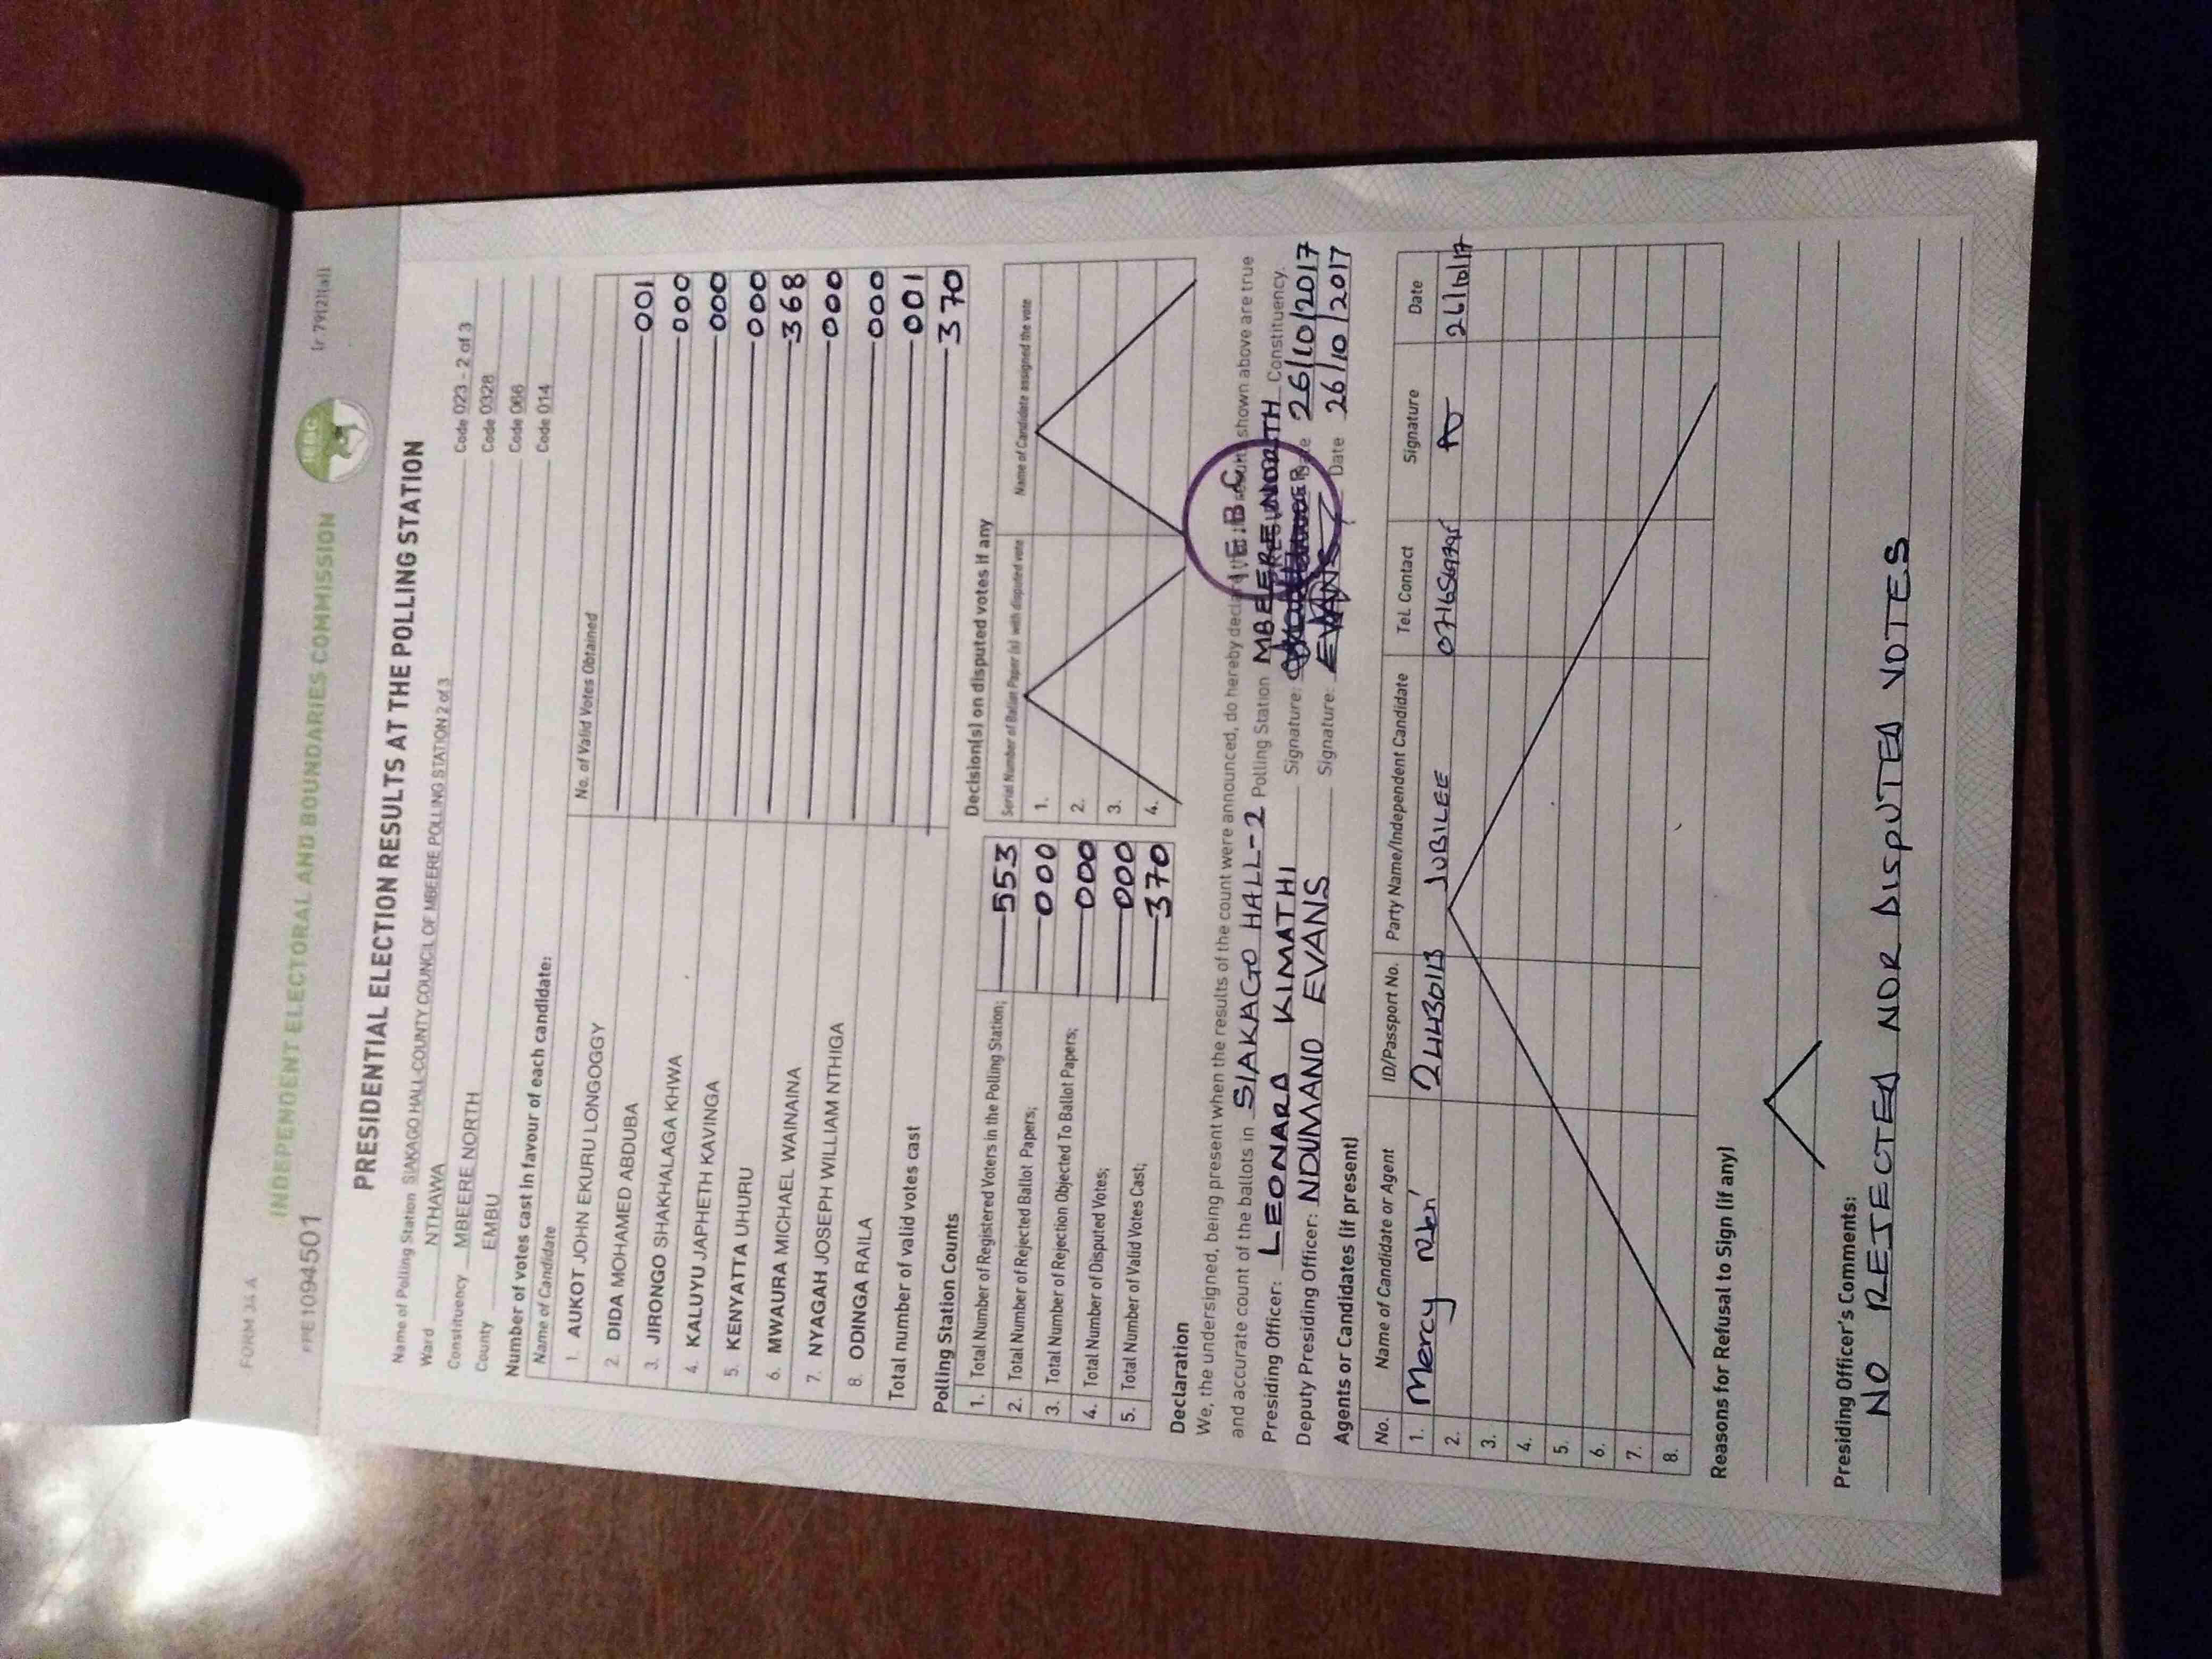 FORM 34 A
(r 79(2)(a))
INDEPENDENT ELECTORAL AND BOUNDARIES COMMISSION
IEBC
PRE1094501
PRESIDENTIAL ELECTION RESULTS AT THE POLLING STATION
Name of Polling Station SIAKAGO HALL-COUNTY COUNCIL OF MBEERE POLLING STATION 2 of 3 Code 023 - 2 of 3
Ward NTHAWA Code 0328
Constituency MBEERE NORTH Code 066
County EMBU Code 014
Number of votes cast in favour of each candidate:
Name of Candidate No. of Valid Votes Obtained
1. AUKOT JOHN EKURU LONGOGGY 001
2. DIDA MOHAMED ABDUBA 000
3. JIRONGO SHAKHALAGA KHWA 000
4. KALUYU JAPHETH KAVINGA 000
5. KENYATTA UHURU 368
6. MWAURA MICHAEL WAINAINA 000
7. NYAGAH JOSEPH WILLIAM NTHIGA 000
8. ODINGA RAILA 001
Total number of valid votes cast 370
Polling Station Counts
1. Total Number of Registered Voters in the Polling Station; 553
2. Total Number of Rejected Ballot Papers; 000
3. Total Number of Rejection Objected To Ballot Papers; 000
4. Total Number of Disputed Votes; 000
5. Total Number of Valid Votes Cast; 370
Decision(s) on disputed votes if any
Serial Number of Ballot Paper (s) with disputed vote Name of Candidate assigned the vote
1.
2.
3.
4.
Declaration
We, the undersigned, being present when the results of the count were announced, do hereby declare shown above are true
and accurate count of the ballots in SIAKAGO HALL-2 Polling Station MBEERE NORTH Constituency.
Presiding Officer: LEONARD KIMATHI Signature: Date 26/10/2017
Deputy Presiding Officer: NDUMAND EVANS Signature: EVANS Date 26/10/2017
I.E.B.C
Agents or Candidates (if present)
No. Name of Candidate or Agent ID/Passport No. Party Name/Independent Candidate Tel. Contact Signature Date
1. Mercy JUBILEE 26/10/17
2.
3.
4.
5.
6.
7.
8.
Reasons for Refusal to Sign (if any)
Presiding Officer's Comments:
NO REJECTED NOR DISPUTED VOTES